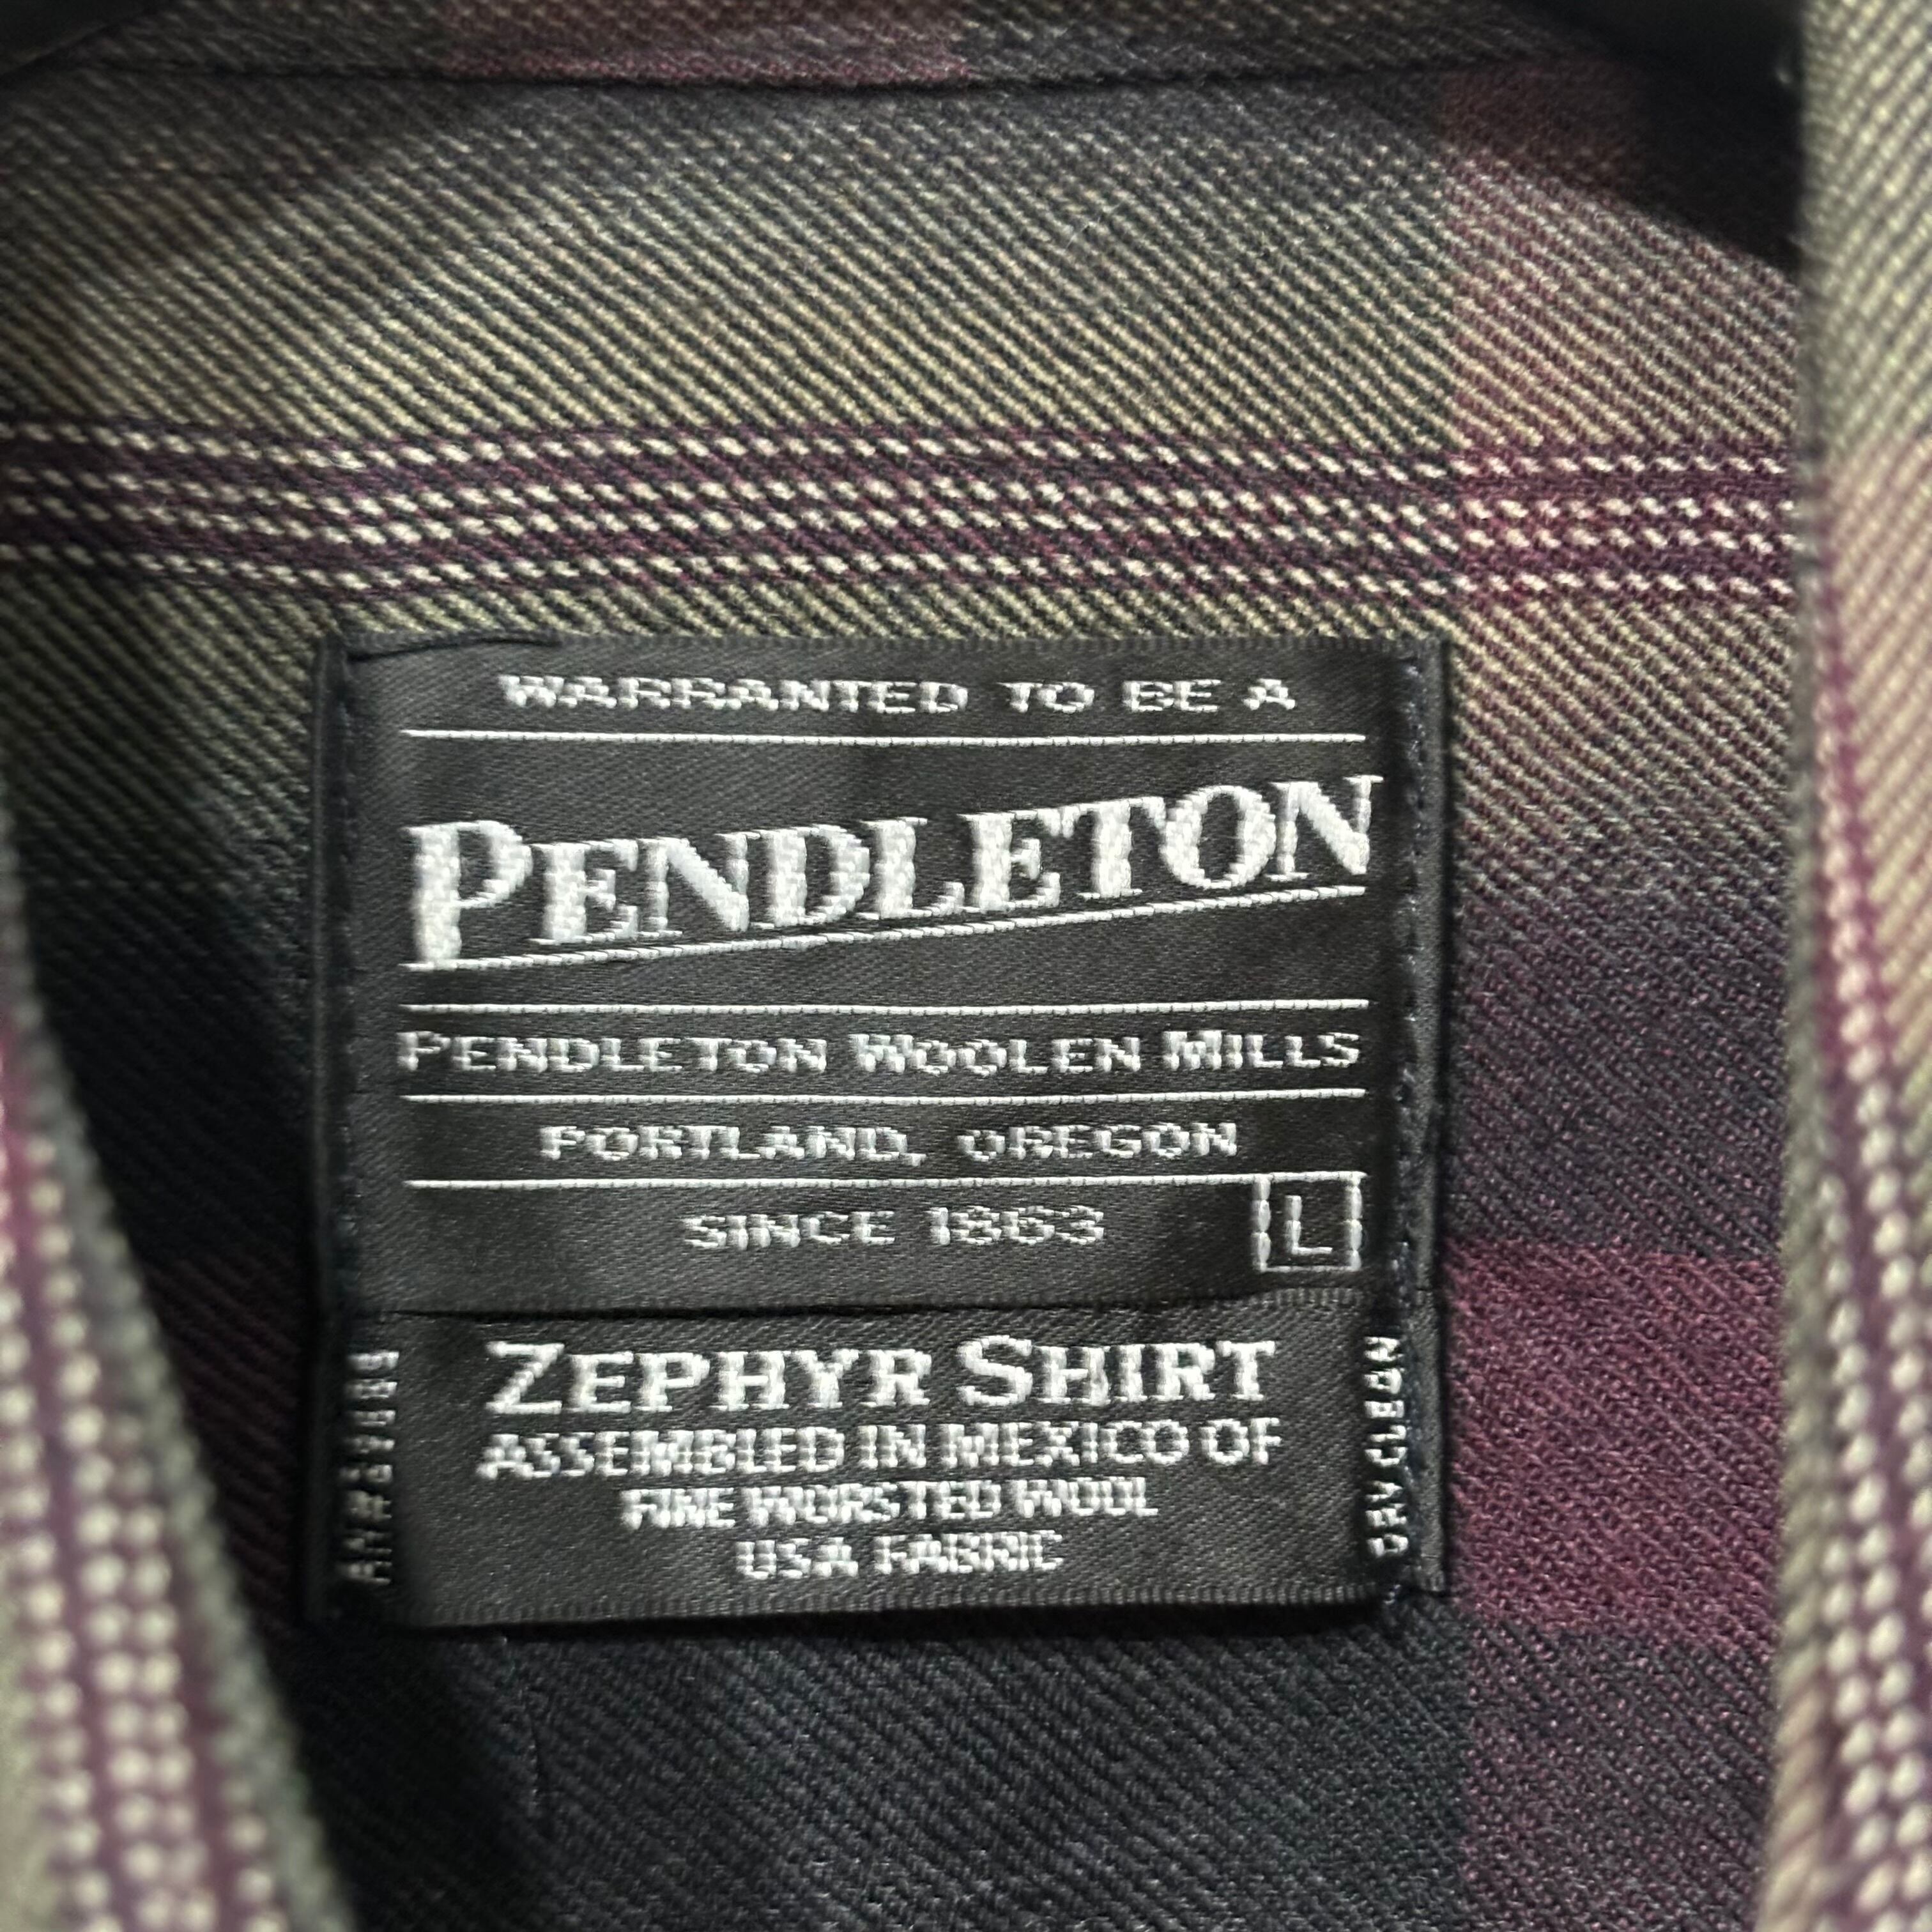 WARRANTED TO BE A
PENDLETON
PENDLETON WOOLEN MILLS
PORTLAND, OREGON
SINCE 1863
L
ZEPHYR SHIRT
ASSEMBLED IN MEXICO OF
FINE WORSTED WOOL
USA FABRIC
DRY CLEAN